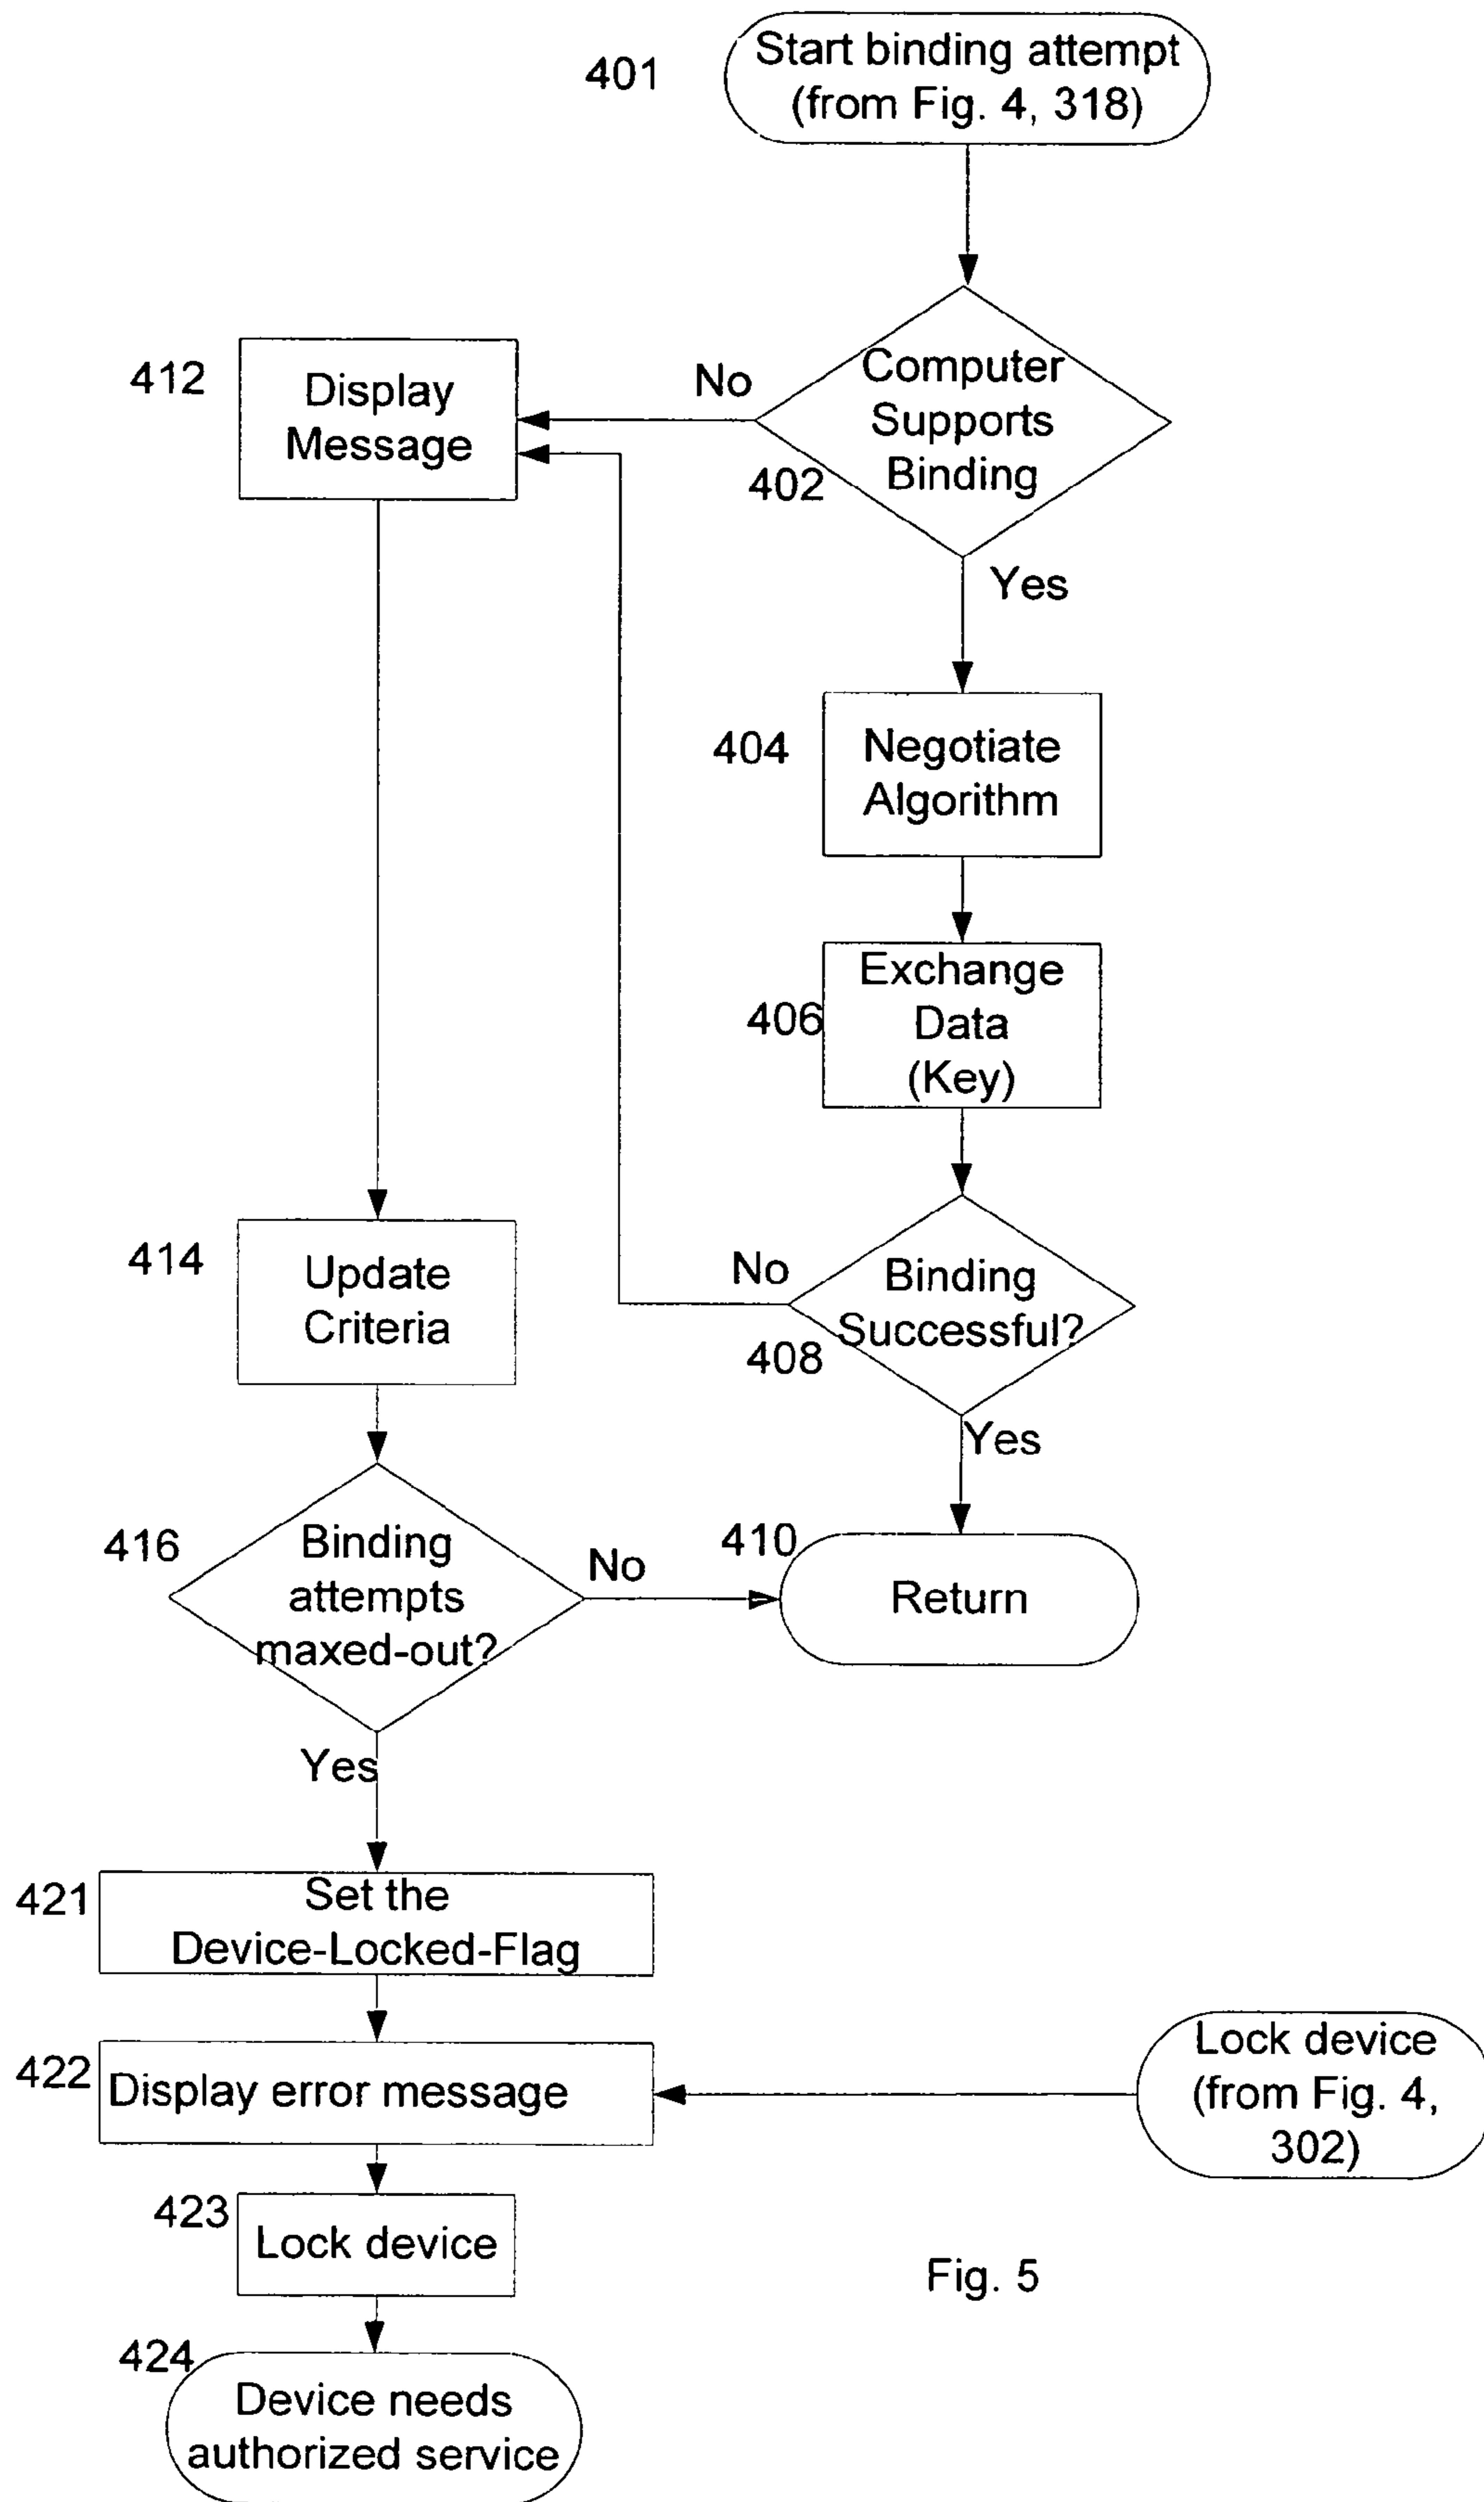 401
Start binding attempt
(from Fig. 4, 318)
412
Display
Message
No
Computer
Supports
Binding
402
Yes
404
Negotiate
Algorithm
406
Exchange
Data
(Key)
414
Update
Criteria
No
Binding
Successful?
408
Yes
416
Binding
attempts
maxed-out?
No
410
Return
Yes
421
Set the
Device-Locked-Flag
422
Display error message
Lock device
(from Fig. 4,
302)
423
Lock device
Fig. 5
424
Device needs
authorized service